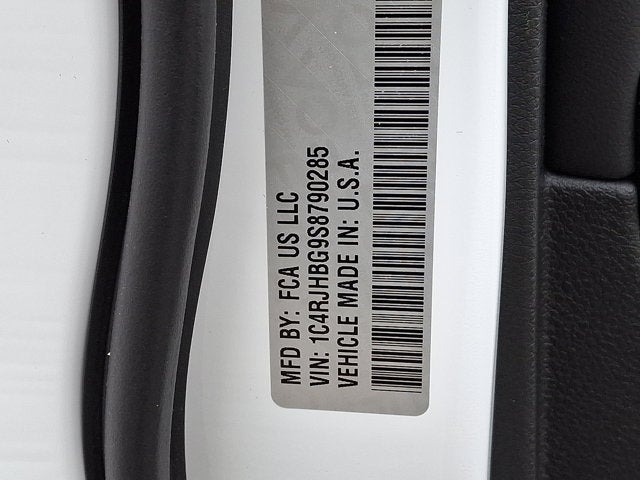 MFD BY: FCA US LLC
VIN: 1C4RJHBG9S8790285
VEHICLE MADE IN: U.S.A.